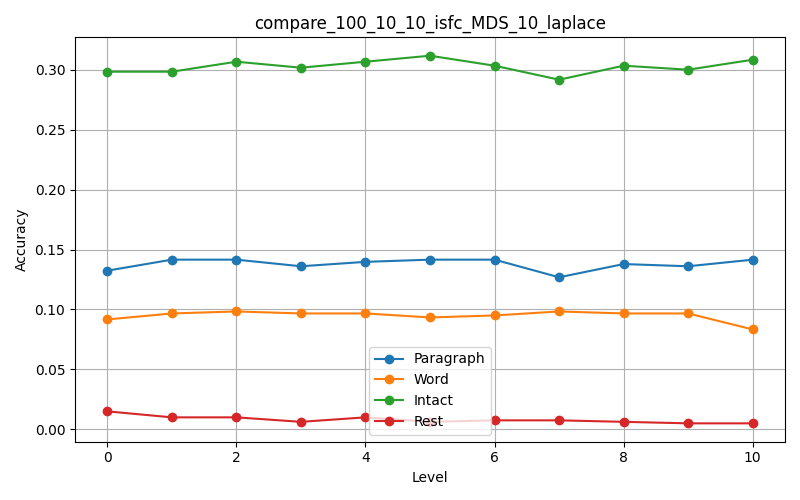 compare_100_10_10_isfc_MDS_10_laplace
0.30
0.25
0.20
0.15
0.10
0.05
0.00
Accuracy
Paragraph
Word
Intact
Rest
0 2 4 6 8 10
Level